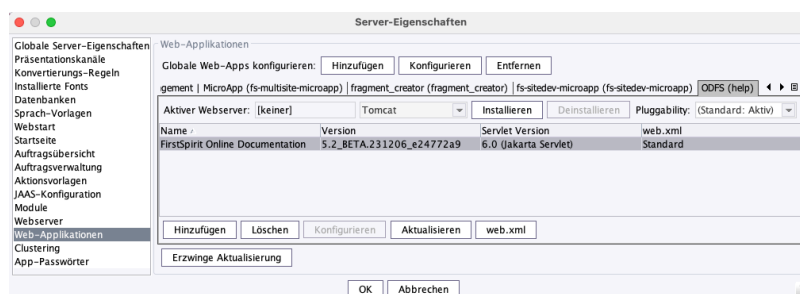 Server-Eigenschaften
Globale Server-Eigenschaften
Präsentationskanäle
Konvertierungs-Regeln
Installierte Fonts
Datenbanken
Sprach-Vorlagen
Webstart
Startseite
Auftragsübersicht
Auftragsverwaltung
Aktionsvorlagen
JAAS-Konfiguration
Module
Webserver
Web-Applikationen
Clustering
App-Passwörter
Web-Applikationen
Globale Web-Apps konfigurieren: Hinzufügen Konfigurieren Entfernen
gement | MicroApp (fs-multisite-microapp) fragment_creator (fragment_creator) fs-sitedev-microapp (fs-sitedev-microapp) ODFS (help)
Aktiver Webserver: [keiner] Tomcat Installieren Deinstallieren Pluggability: (Standard: Aktiv)
Name Version Servlet Version web.xml
FirstSpirit Online Documentation 5.2_BETA.231206_e24772a9 6.0 (Jakarta Servlet) Standard
Hinzufügen Löschen Konfigurieren Aktualisieren web.xml
Erzwinge Aktualisierung
OK Abbrechen